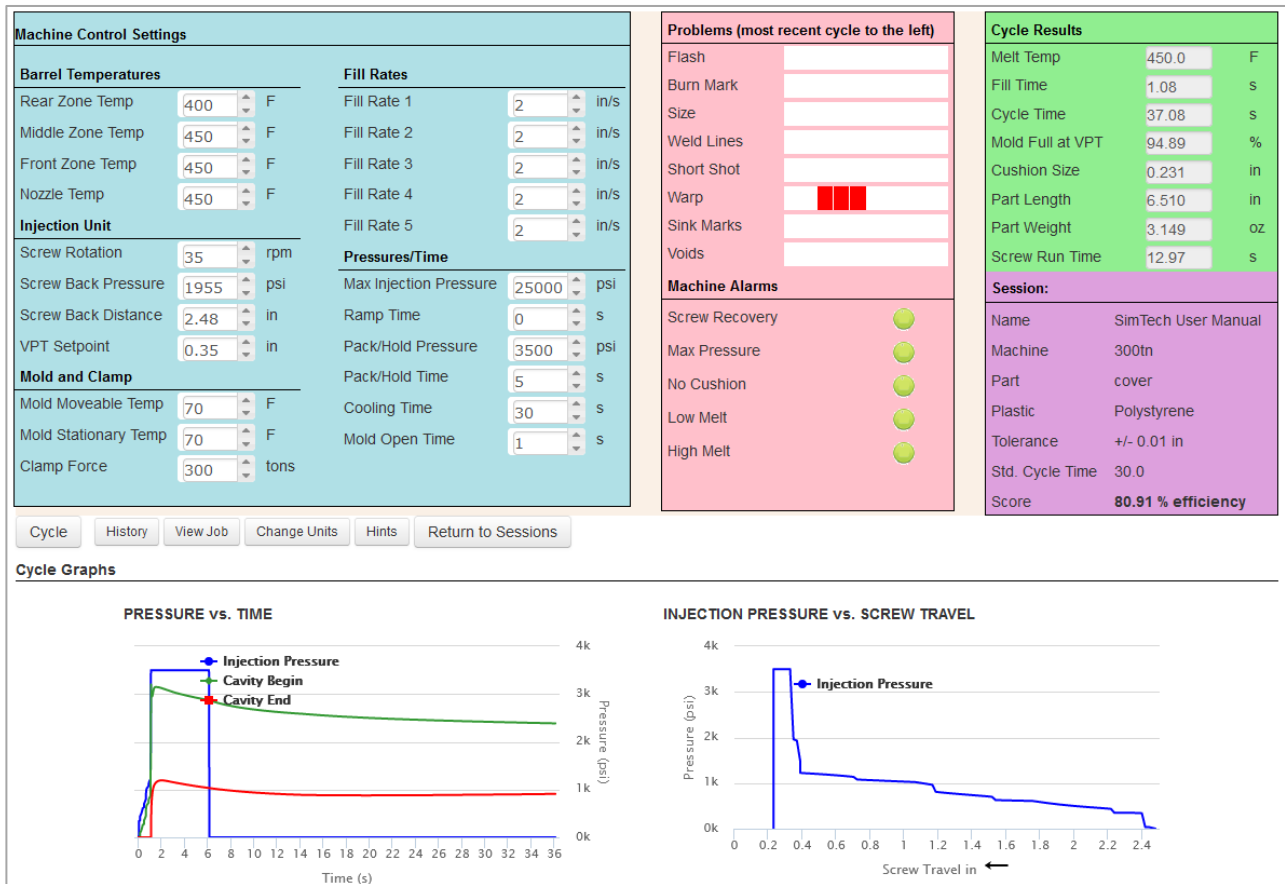 Machine Control Settings
Barrel Temperatures
Rear Zone Temp 400 F
Middle Zone Temp 450 F
Front Zone Temp 450 F
Nozzle Temp 450 F
Injection Unit
Screw Rotation 35 rpm
Screw Back Pressure 1955 psi
Screw Back Distance 2.48 in
VPT Setpoint 0.35 in
Mold and Clamp
Mold Moveable Temp 70 F
Mold Stationary Temp 70 F
Clamp Force 300 tons
Fill Rates
Fill Rate 1 2 in/s
Fill Rate 2 2 in/s
Fill Rate 3 2 in/s
Fill Rate 4 2 in/s
Fill Rate 5 2 in/s
Pressures/Time
Max Injection Pressure 25000 psi
Ramp Time 0 s
Pack/Hold Pressure 3500 psi
Pack/Hold Time 5 s
Cooling Time 30 s
Mold Open Time 1 s
Problems (most recent cycle to the left)
Flash
Burn Mark
Size
Weld Lines
Short Shot
Warp
Sink Marks
Voids
Machine Alarms
Screw Recovery
Max Pressure
No Cushion
Low Melt
High Melt
Cycle Results
Melt Temp 450.0 F
Fill Time 1.08 s
Cycle Time 37.08 s
Mold Full at VPT 94.89 %
Cushion Size 0.231 in
Part Length 6.510 in
Part Weight 3.149 oz
Screw Run Time 12.97 s
Session:
Name SimTech User Manual
Machine 300tn
Part cover
Plastic Polystyrene
Tolerance +/- 0.01 in
Std. Cycle Time 30.0
Score 80.91 % efficiency
Cycle History View Job Change Units Hints Return to Sessions
Cycle Graphs
PRESSURE vs. TIME
Injection Pressure
Cavity Begin
Cavity End
4k
3k
2k
1k
0k
Pressure (psi)
0 2 4 6 8 10 12 14 16 18 20 22 24 26 28 30 32 34 36
Time (s)
INJECTION PRESSURE vs. SCREW TRAVEL
Injection Pressure
4k
3k
2k
1k
0k
Pressure (psi)
0 0.2 0.4 0.6 0.8 1 1.2 1.4 1.6 1.8 2 2.2 2.4
Screw Travel in ←